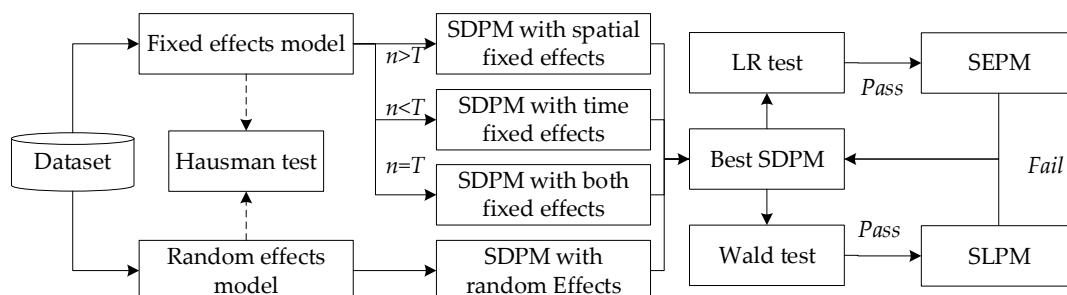 Dataset
Fixed effects model
Hausman test
Random effects
model
n>T
n<T
n=T
SDPM with spatial
fixed effects
SDPM with time
fixed effects
SDPM with both
fixed effects
SDPM with
random Effects
LR test
Best SDPM
Wald test
Pass
Pass
SEPM
Fail
SLPM